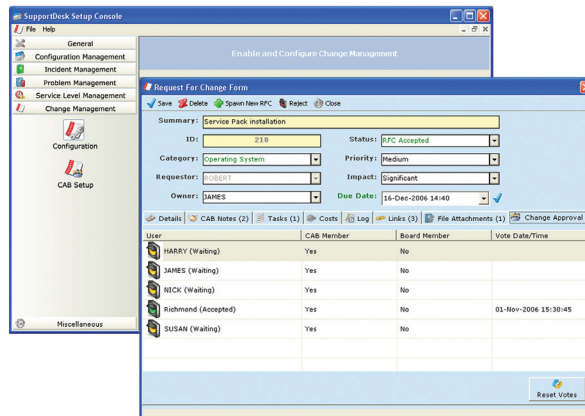 SupportDesk Setup Console
File Help
General
Configuration Management
Incident Management
Problem Management
Service Level Management
Change Management
Configuration
CAB Setup
Miscellaneous
Enable and Configure Change Management
Request For Change Form
Save Delete Spawn New RFC Reject Close
Summary: Service Pack installation
ID: 218 Status: RFC Accepted
Category: Operating System Priority: Medium
Requestor: ROBERT Impact: Significant
Owner: JAMES Due Date: 16-Dec-2006 14:40
Details CAB Notes (2) Tasks (1) Costs Log Links (3) File Attachments (1) Change Approval
User CAB Member Board Member Vote Date/Time
HARRY (Waiting) Yes No
JAMES (Waiting) Yes No
NICK (Waiting) Yes No
Richmond (Accepted) Yes No 01-Nov-2006 15:30:45
SUSAN (Waiting) Yes No
Reset Votes